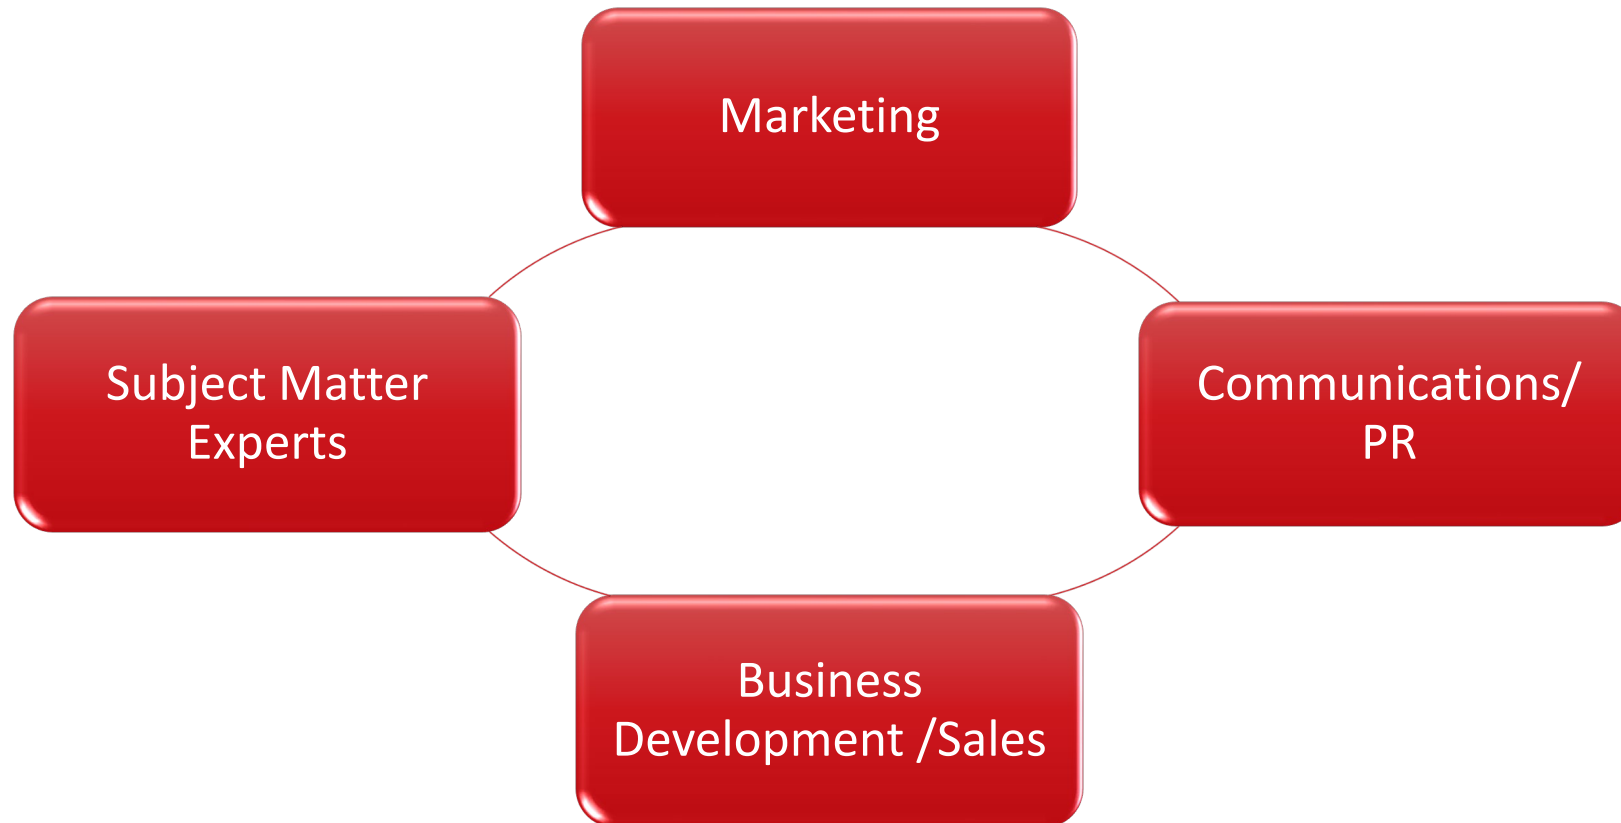 Marketing
Subject Matter
Experts
Communications/
PR
Business
Development /Sales